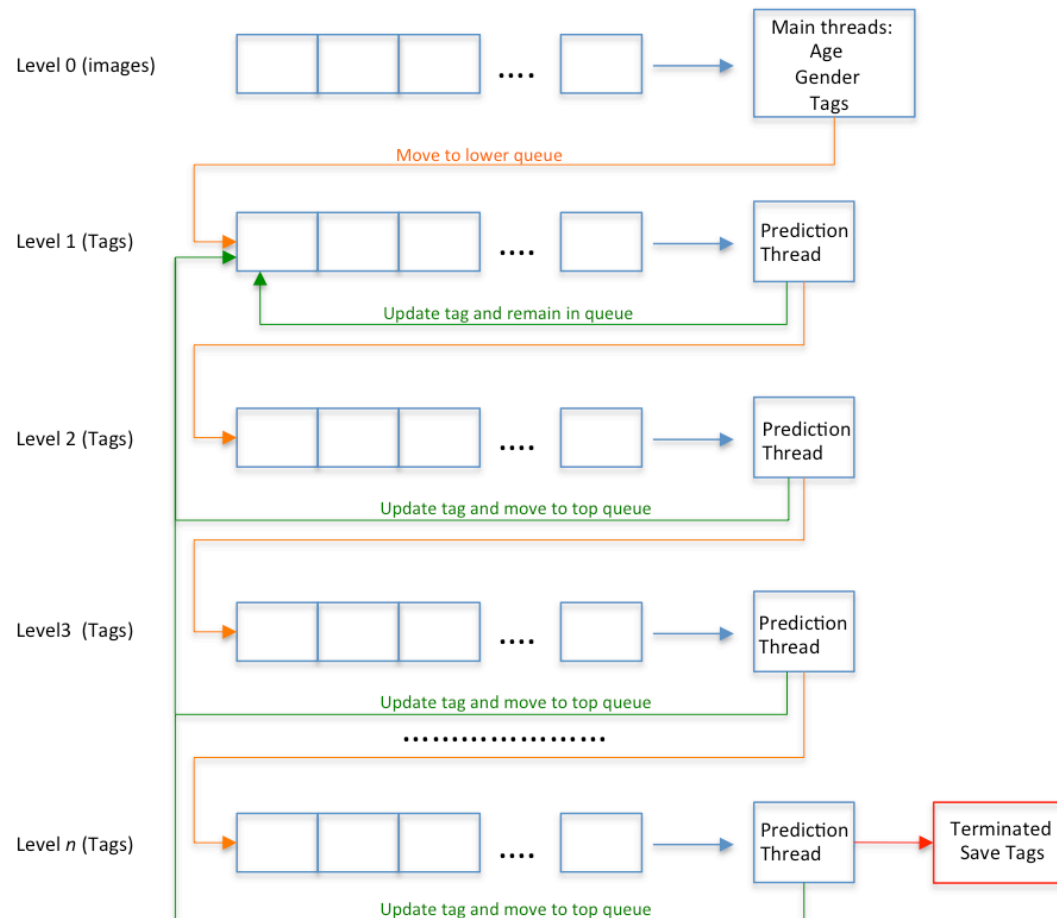 Level 0 (images)
....
Main threads:
Age
Gender
Tags
Move to lower queue
Level 1 (Tags)
....
Prediction
Thread
Update tag and remain in queue
Level 2 (Tags)
....
Prediction
Thread
Update tag and move to top queue
Level3 (Tags)
....
Prediction
Thread
Update tag and move to top queue
.......................
Level n (Tags)
....
Prediction
Thread
Terminated
Save Tags
Update tag and move to top queue